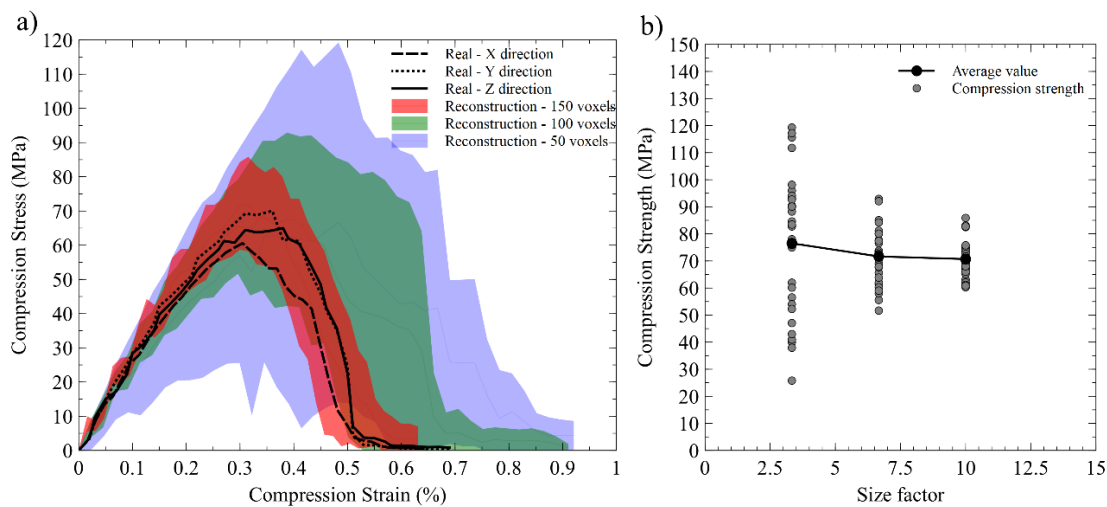 a)
120
110
100
90
80
70
60
50
40
30
20
10
0
Compression Stress (MPa)
Real - X direction
Real - Y direction
Real - Z direction
Reconstruction - 150 voxels
Reconstruction - 100 voxels
Reconstruction - 50 voxels
0 0.1 0.2 0.3 0.4 0.5 0.6 0.7 0.8 0.9 1
Compression Strain (%)
b)
150
140
130
120
110
100
90
80
70
60
50
40
30
20
10
0
Compression Strength (MPa)
Average value
Compression strength
0 2.5 5 7.5 10 12.5 15
Size factor